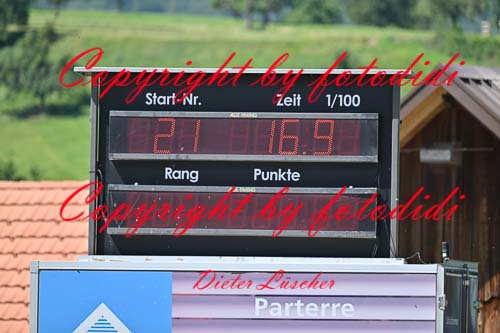 Copyright by fotodidi
Start-Nr. Zeit 1/100
21 16.9
Rang Punkte
Copyright by fotodidi
Dieter Lüscher
Parterre